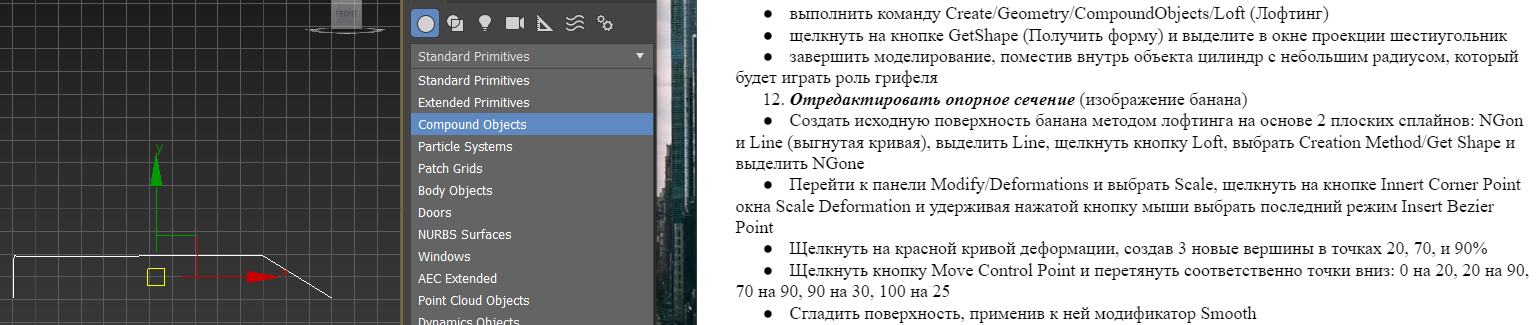 FRONT
y
Standard Primitives
Standard Primitives
Extended Primitives
Compound Objects
Particle Systems
Patch Grids
Body Objects
Doors
NURBS Surfaces
Windows
AEC Extended
Point Cloud Objects
Dynamics Objects
● выполнить команду Create/Geometry/CompoundObjects/Loft (Лофтинг)
● щелкнуть на кнопке GetShape (Получить форму) и выделите в окне проекции шестиугольник
● завершить моделирование, поместив внутрь объекта цилиндр с небольшим радиусом, который
будет играть роль грифеля
12. Отредактировать опорное сечение (изображение банана)
● Создать исходную поверхность банана методом лофтинга на основе 2 плоских сплайнов: NGon
и Line (выгнутая кривая), выделить Line, щелкнуть кнопку Loft, выбрать Creation Method/Get Shape и
выделить NGone
● Перейти к панели Modify/Deformations и выбрать Scale, щелкнуть на кнопке Innert Corner Point
окна Scale Deformation и удерживая нажатой кнопку мыши выбрать последний режим Insert Bezier
Point
● Щелкнуть на красной кривой деформации, создав 3 новые вершины в точках 20, 70, и 90%
● Щелкнуть кнопку Move Control Point и перетянуть соответственно точки вниз: 0 на 20, 20 на 90,
70 на 90, 90 на 30, 100 на 25
● Сгладить поверхность, применив к ней модификатор Smooth